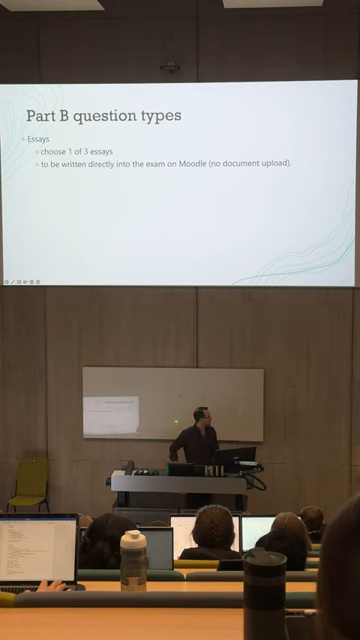 Part B question types
Essays
choose 1 of 3 essays
to be written directly into the exam on Moodle (no document upload).